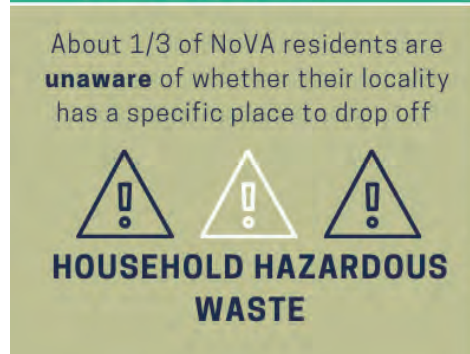 About 1/3 of NoVA residents are
unaware of whether their locality
has a specific place to drop off
HOUSEHOLD HAZARDOUS
WASTE